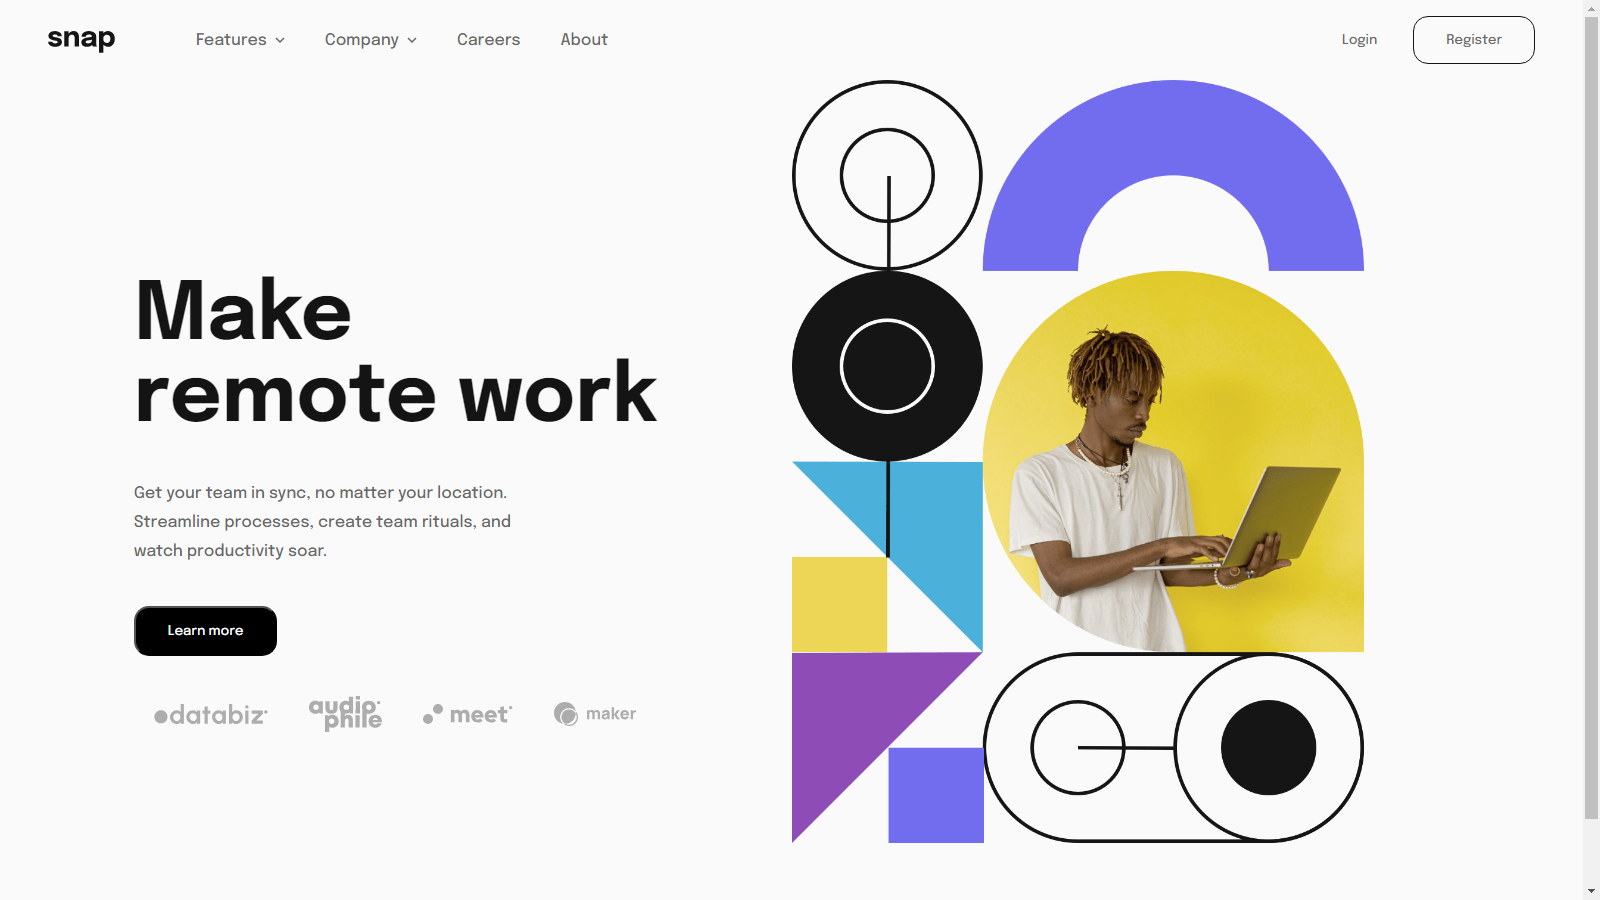 snap
Features
Company
Careers
About
Login
Register
Make
remote work
Get your team in sync, no matter your location.
Streamline processes, create team rituals, and
watch productivity soar.
Learn more
databiz
audio
phile
meet
maker